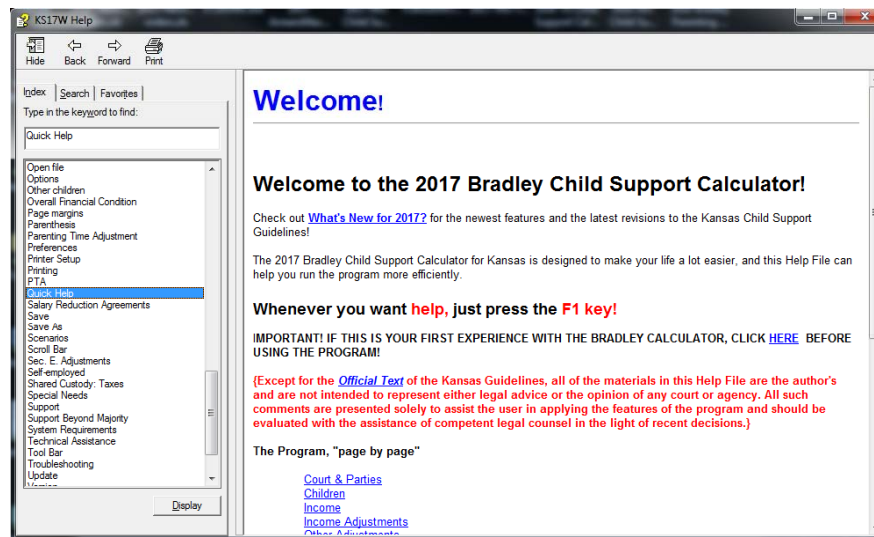 KS17W Help
Hide Back Forward Print
Index Search Favorites
Type in the keyword to find:
Quick Help
Open file
Options
Other children
Overall Financial Condition
Page margins
Parenthesis
Parenting Time Adjustment
Preferences
Printer Setup
Printing
PTA
Quick Help
Salary Reduction Agreements
Save
Save As
Scenarios
Scroll Bar
Sec. E. Adjustments
Self-employed
Shared Custody: Taxes
Special Needs
Support
Support Beyond Majority
System Requirements
Technical Assistance
Tool Bar
Troubleshooting
Update
Version
Display
Welcome!
Welcome to the 2017 Bradley Child Support Calculator!
Check out What's New for 2017? for the newest features and the latest revisions to the Kansas Child Support
Guidelines!
The 2017 Bradley Child Support Calculator for Kansas is designed to make your life a lot easier, and this Help File can
help you run the program more efficiently.
Whenever you want help, just press the F1 key!
IMPORTANT! IF THIS IS YOUR FIRST EXPERIENCE WITH THE BRADLEY CALCULATOR, CLICK HERE BEFORE
USING THE PROGRAM!
{Except for the Official Text of the Kansas Guidelines, all of the materials in this Help File are the author's
and are not intended to represent either legal advice or the opinion of any court or agency. All such
comments are presented solely to assist the user in applying the features of the program and should be
evaluated with the assistance of competent legal counsel in the light of recent decisions.}
The Program, "page by page"
Court & Parties
Children
Income
Income Adjustments
Other Adjustments